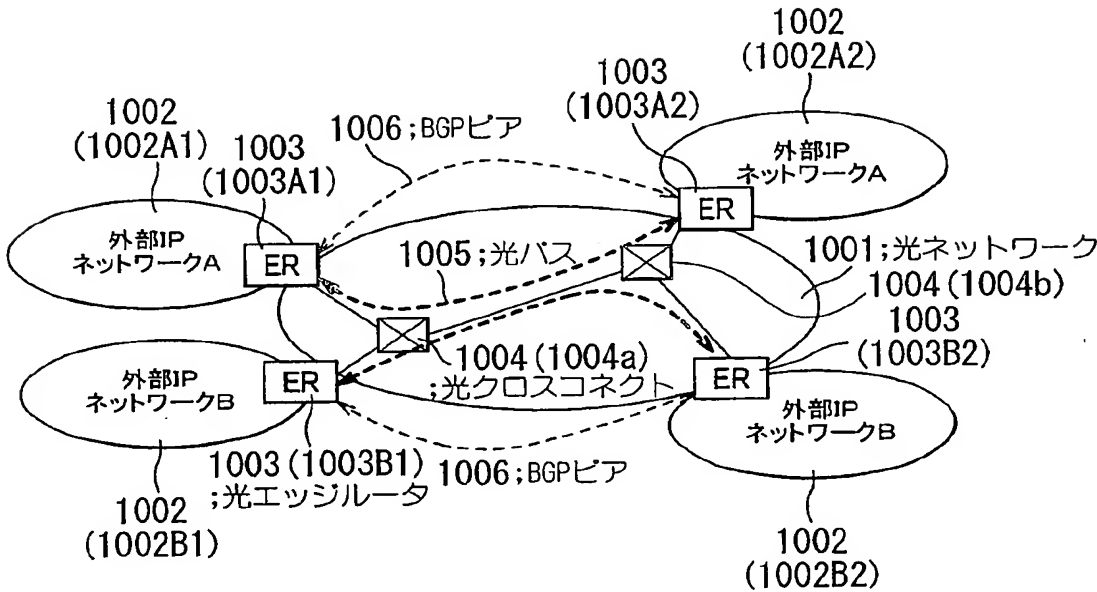 1002
(1002A2)
1003
(1003A2)
1002
(1002A1)
1003
(1003A1)
1006;BGPピア
外部IP
ネットワークA
ER
外部IP
ネットワークA
ER
1005;光パス
1001;光ネットワーク
1004(1004b)
1003
(1003B2)
1004(1004a)
;光クロスコネクト
外部IP
ネットワークB
ER
ER
外部IP
ネットワークB
1003(1003B1)
;光エッジルータ
1006;BGPピア
1002
(1002B1)
1002
(1002B2)